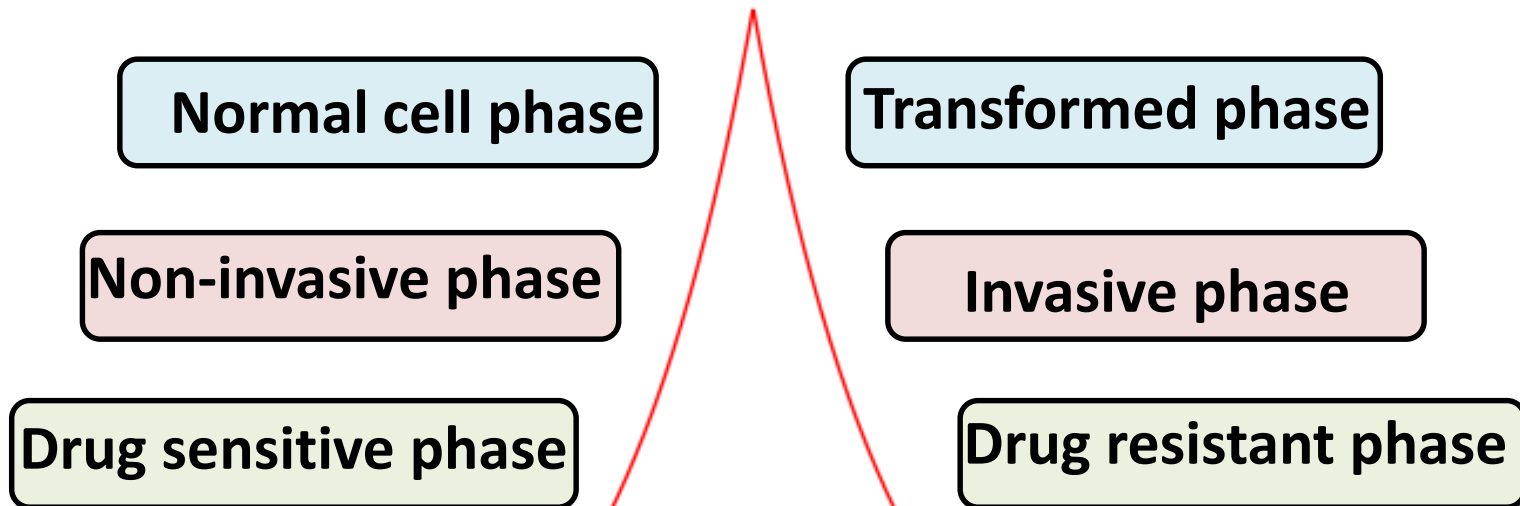 Normal cell phase
Transformed phase
Non-invasive phase
Invasive phase
Drug sensitive phase
Drug resistant phase